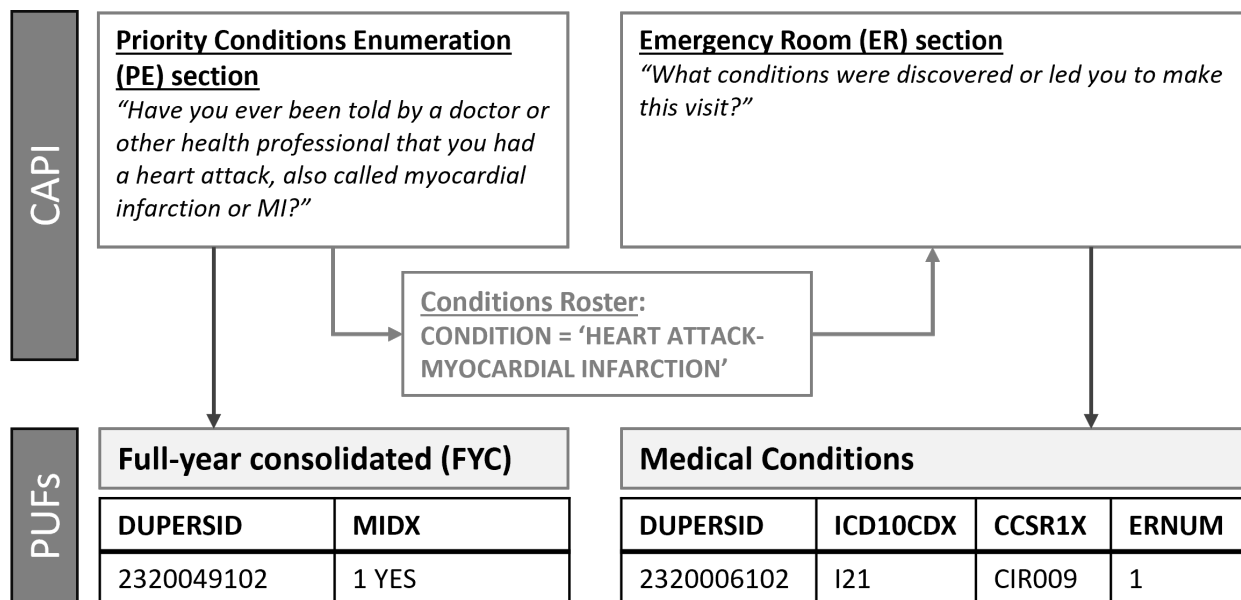 CAPI
Priority Conditions Enumeration
(PE) section
“Have you ever been told by a doctor or
other health professional that you had
a heart attack, also called myocardial
infarction or MI?”
Emergency Room (ER) section
“What conditions were discovered or led you to make
this visit?”
Conditions Roster:
CONDITION = ‘HEART ATTACK-
MYOCARDIAL INFARCTION’
PUFs
Full-year consolidated (FYC)
DUPERSID MIDX
2320049102 1 YES
Medical Conditions
DUPERSID ICD10CDX CCSR1X ERNUM
2320006102 I21 CIR009 1